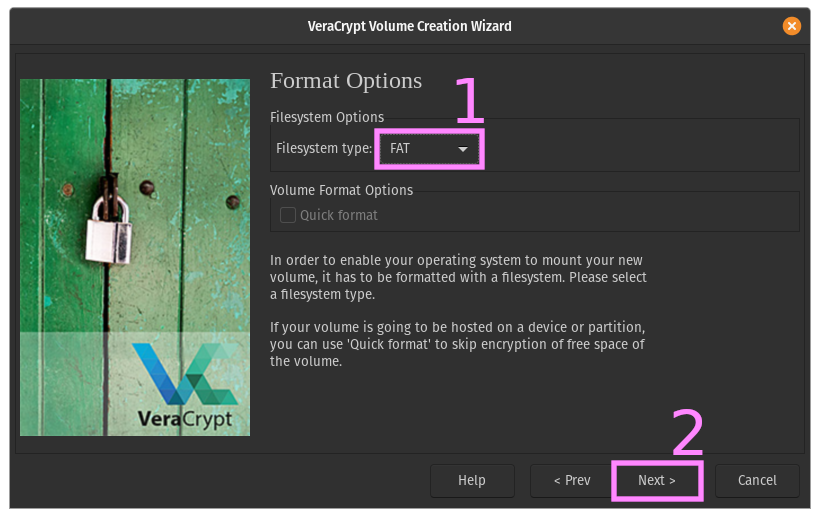 VeraCrypt Volume Creation Wizard
Format Options
1
Filesystem Options
Filesystem type: FAT
Volume Format Options
Quick format
In order to enable your operating system to mount your new
volume, it has to be formatted with a filesystem. Please select
a filesystem type.
If your volume is going to be hosted on a device or partition,
you can use 'Quick format' to skip encryption of free space of
the volume.
VeraCrypt
2
Help < Prev Next > Cancel